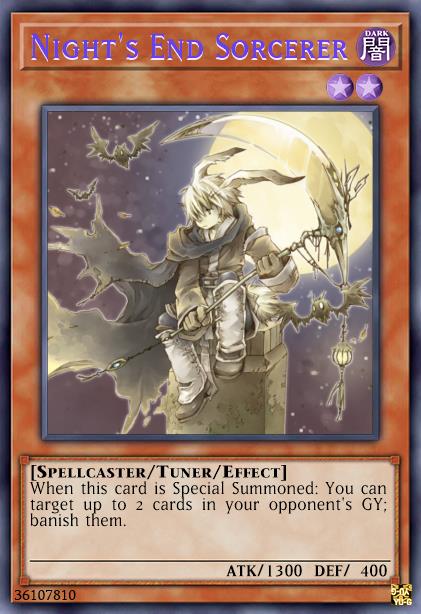 Night's End Sorcerer
DARK
闇
[Spellcaster/Tuner/Effect]
When this card is Special Summoned: You can
target up to 2 cards in your opponent's GY;
banish them.
ATK/1300 DEF/ 400
36107810